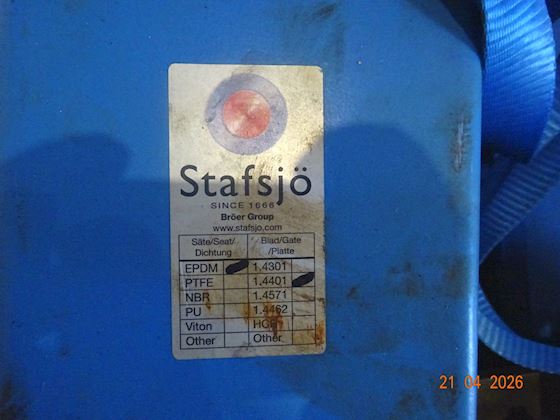 Stafsjö
SINCE 1666
Bröer Group
www.stafsjo.com
Säte/Seat/ Blad/Gate
Dichtung /Platte
EPDM 1.4301
PTFE 1.4401
NBR 1.4571
PU 1.4462
Viton
Other Other
21 04 2026